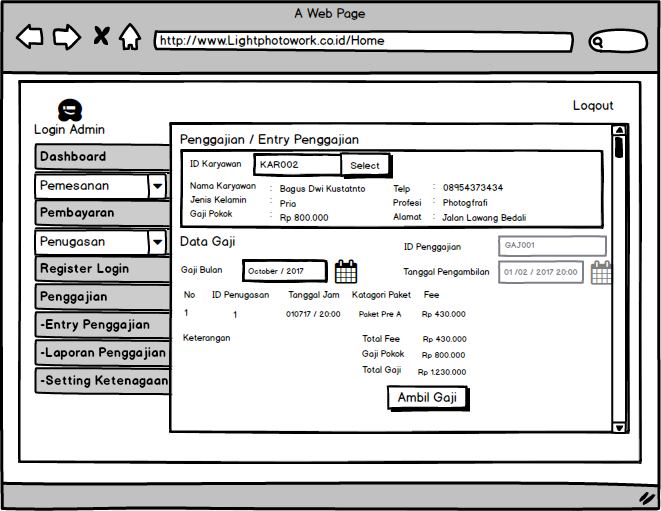 A Web Page
http://www.Lightphotowork.co.id/Home
Loqout
Login Admin
Dashboard
Pemesanan
Pembayaran
Penugasan
Register Login
Penggajian
-Entry Penggajian
-Laporan Penggajian
-Setting Ketenagaan
Penggajian / Entry Penggajian
ID Karyawan KAR002 Select
Nama Karyawan : Bagus Dwi Kustatnto Telp : 08954373434
Jenis Kelamin : Pria Profesi : Photogfrafi
Gaji Pokok : Rp 800.000 Alamat : Jalan Lawang Bedali
Data Gaji ID Penggajian GAJ001
Gaji Bulan October / 2017 Tanggal Pengambilan 01 /02 / 2017 20:00
No ID Penugasan Tanggal Jam Katagori Paket Fee
1 1 010717 / 20:00 Paket Pre A Rp 430.000
Keterangan Total Fee Rp 430.000
Gaji Pokok Rp 800.000
Total Gaji Rp 1.230.000
Ambil Gaji